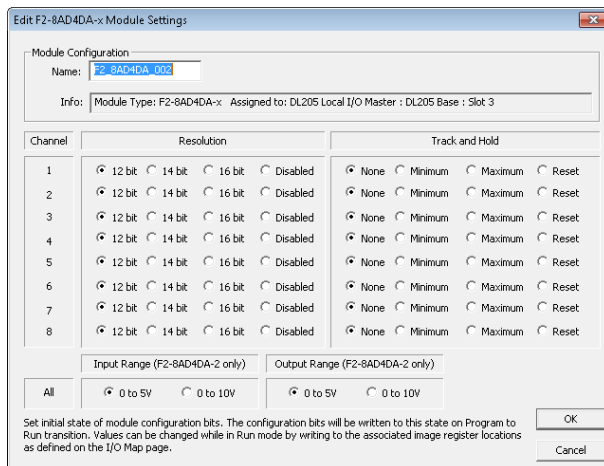 Edit F2-8AD4DA-x Module Settings
Module Configuration
Name: F2_8AD4DA_002
Info: Module Type: F2-8AD4DA-x Assigned to: DL205 Local I/O Master : DL205 Base : Slot 3
Channel Resolution Track and Hold
1 12 bit 14 bit 16 bit Disabled None Minimum Maximum Reset
2 12 bit 14 bit 16 bit Disabled None Minimum Maximum Reset
3 12 bit 14 bit 16 bit Disabled None Minimum Maximum Reset
4 12 bit 14 bit 16 bit Disabled None Minimum Maximum Reset
5 12 bit 14 bit 16 bit Disabled None Minimum Maximum Reset
6 12 bit 14 bit 16 bit Disabled None Minimum Maximum Reset
7 12 bit 14 bit 16 bit Disabled None Minimum Maximum Reset
8 12 bit 14 bit 16 bit Disabled None Minimum Maximum Reset
Input Range (F2-8AD4DA-2 only) Output Range (F2-8AD4DA-2 only)
All 0 to 5V 0 to 10V 0 to 5V 0 to 10V
Set initial state of module configuration bits. The configuration bits will be written to this state on Program to
Run transition. Values can be changed while in Run mode by writing to the associated image register locations
as defined on the I/O Map page.
OK
Cancel